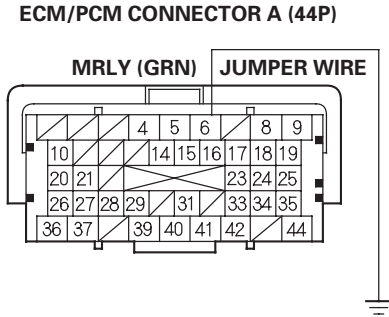 ECM/PCM CONNECTOR A (44P)
MRLY (GRN) JUMPER WIRE
4 5 6 8 9
10 14 15 16 17 18 19
20 21 23 24 25
26 27 28 29 31 33 34 35
36 37 39 40 41 42 44